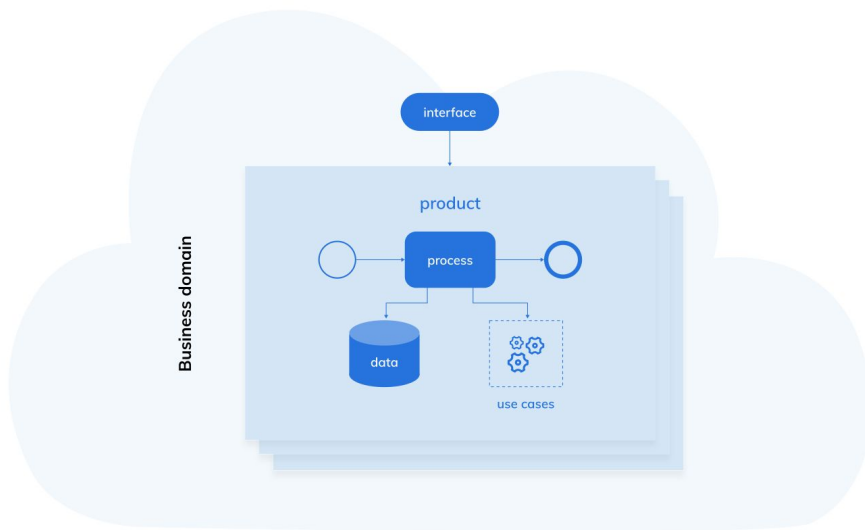 interface
product
process
data
use cases
Business domain